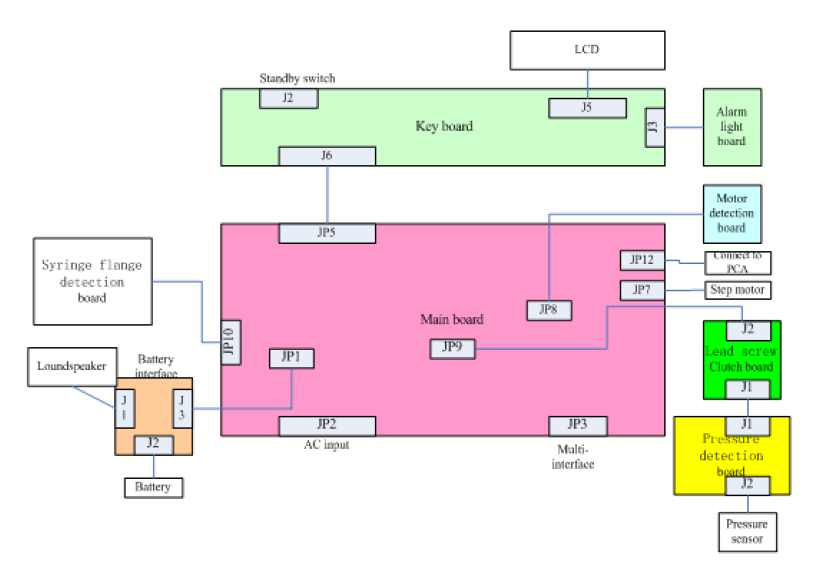 LCD
Standby switch
J2
J5
Key board
J3
Alarm
light
board
J6
Motor
detection
board
JP5
Syringe flange
detection
board
JP12
Connect to
PCA
JP7
Step motor
JP8
Main board
JP10
JP9
JP1
J2
Lead screw
Clutch board
J1
Loundspeaker
Battery
interface
J
1
J
3
J2
Battery
JP2
AC input
JP3
Multi-
interface
J1
Pressure
detection
board
J2
Pressure
sensor